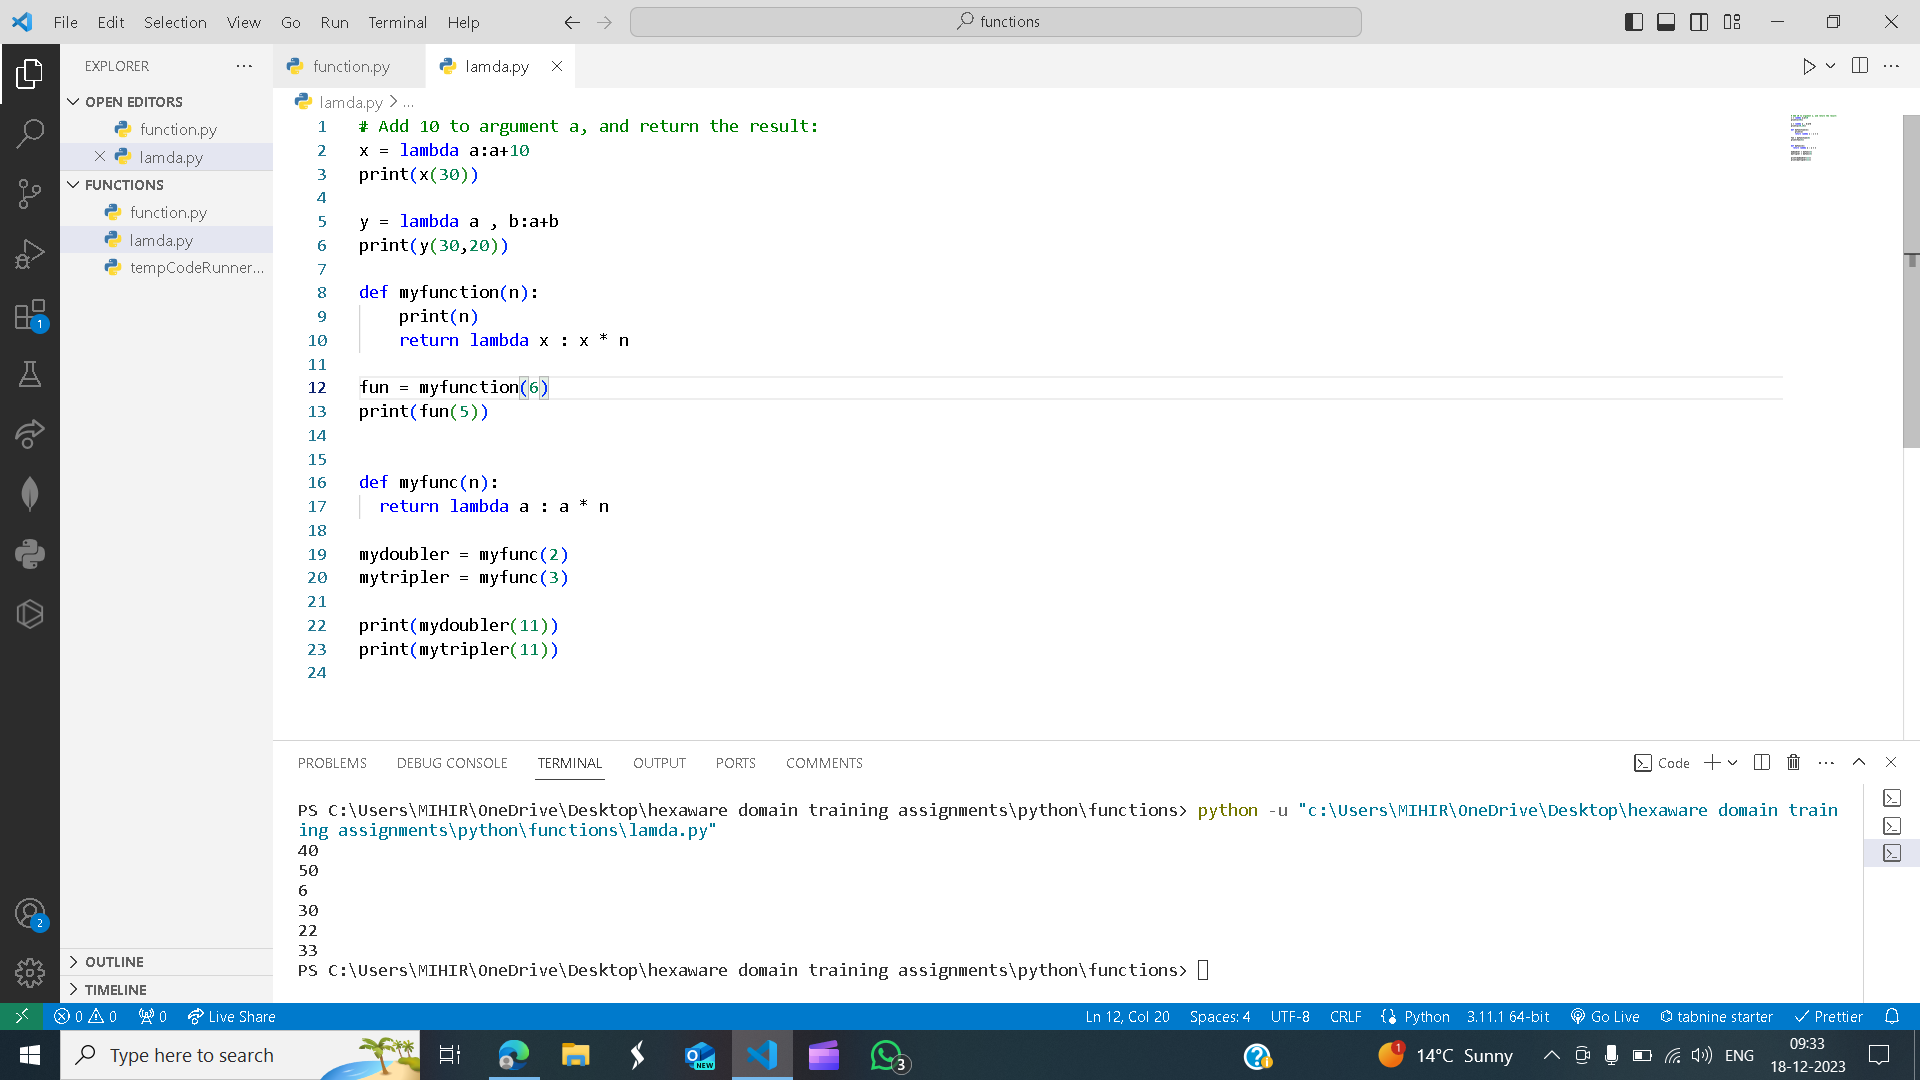 File Edit Selection View Go Run Terminal Help
functions
EXPLORER
OPEN EDITORS
function.py
lamda.py
FUNCTIONS
function.py
lamda.py
tempCodeRunner...
OUTLINE
TIMELINE
1
2
function.py lamda.py
lamda.py > ...
1 # Add 10 to argument a, and return the result:
2 x = lambda a:a+10
3 print(x(30))
4
5 y = lambda a , b:a+b
6 print(y(30,20))
7
8 def myfunction(n):
9     print(n)
10     return lambda x : x * n
11
12 fun = myfunction(6)
13 print(fun(5))
14
15
16 def myfunc(n):
17   return lambda a : a * n
18
19 mydoubler = myfunc(2)
20 mytripler = myfunc(3)
21
22 print(mydoubler(11))
23 print(mytripler(11))
24
PROBLEMS DEBUG CONSOLE TERMINAL OUTPUT PORTS COMMENTS
Code
PS C:\Users\MIHIR\OneDrive\Desktop\hexaware domain training assignments\python\functions> python -u "c:\Users\MIHIR\OneDrive\Desktop\hexaware domain train
ing assignments\python\functions\lamda.py"
40
50
6
30
22
33
PS C:\Users\MIHIR\OneDrive\Desktop\hexaware domain training assignments\python\functions>
0 0 0 Live Share Ln 12, Col 20 Spaces: 4 UTF-8 CRLF Python 3.11.1 64-bit Go Live tabnine starter Prettier
Type here to search NEW 3 1 14°C Sunny ENG 09:33
18-12-2023